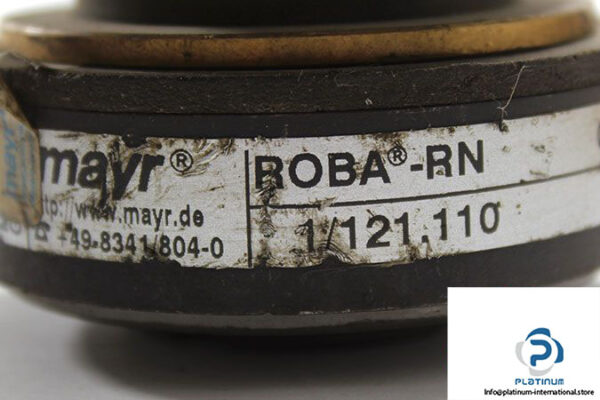 mayr®
http://www.mayr.de
☎ +49-8341/804-0
ROBA®-RN
1/121.110
PLATINUM
Info@platinum-international.store